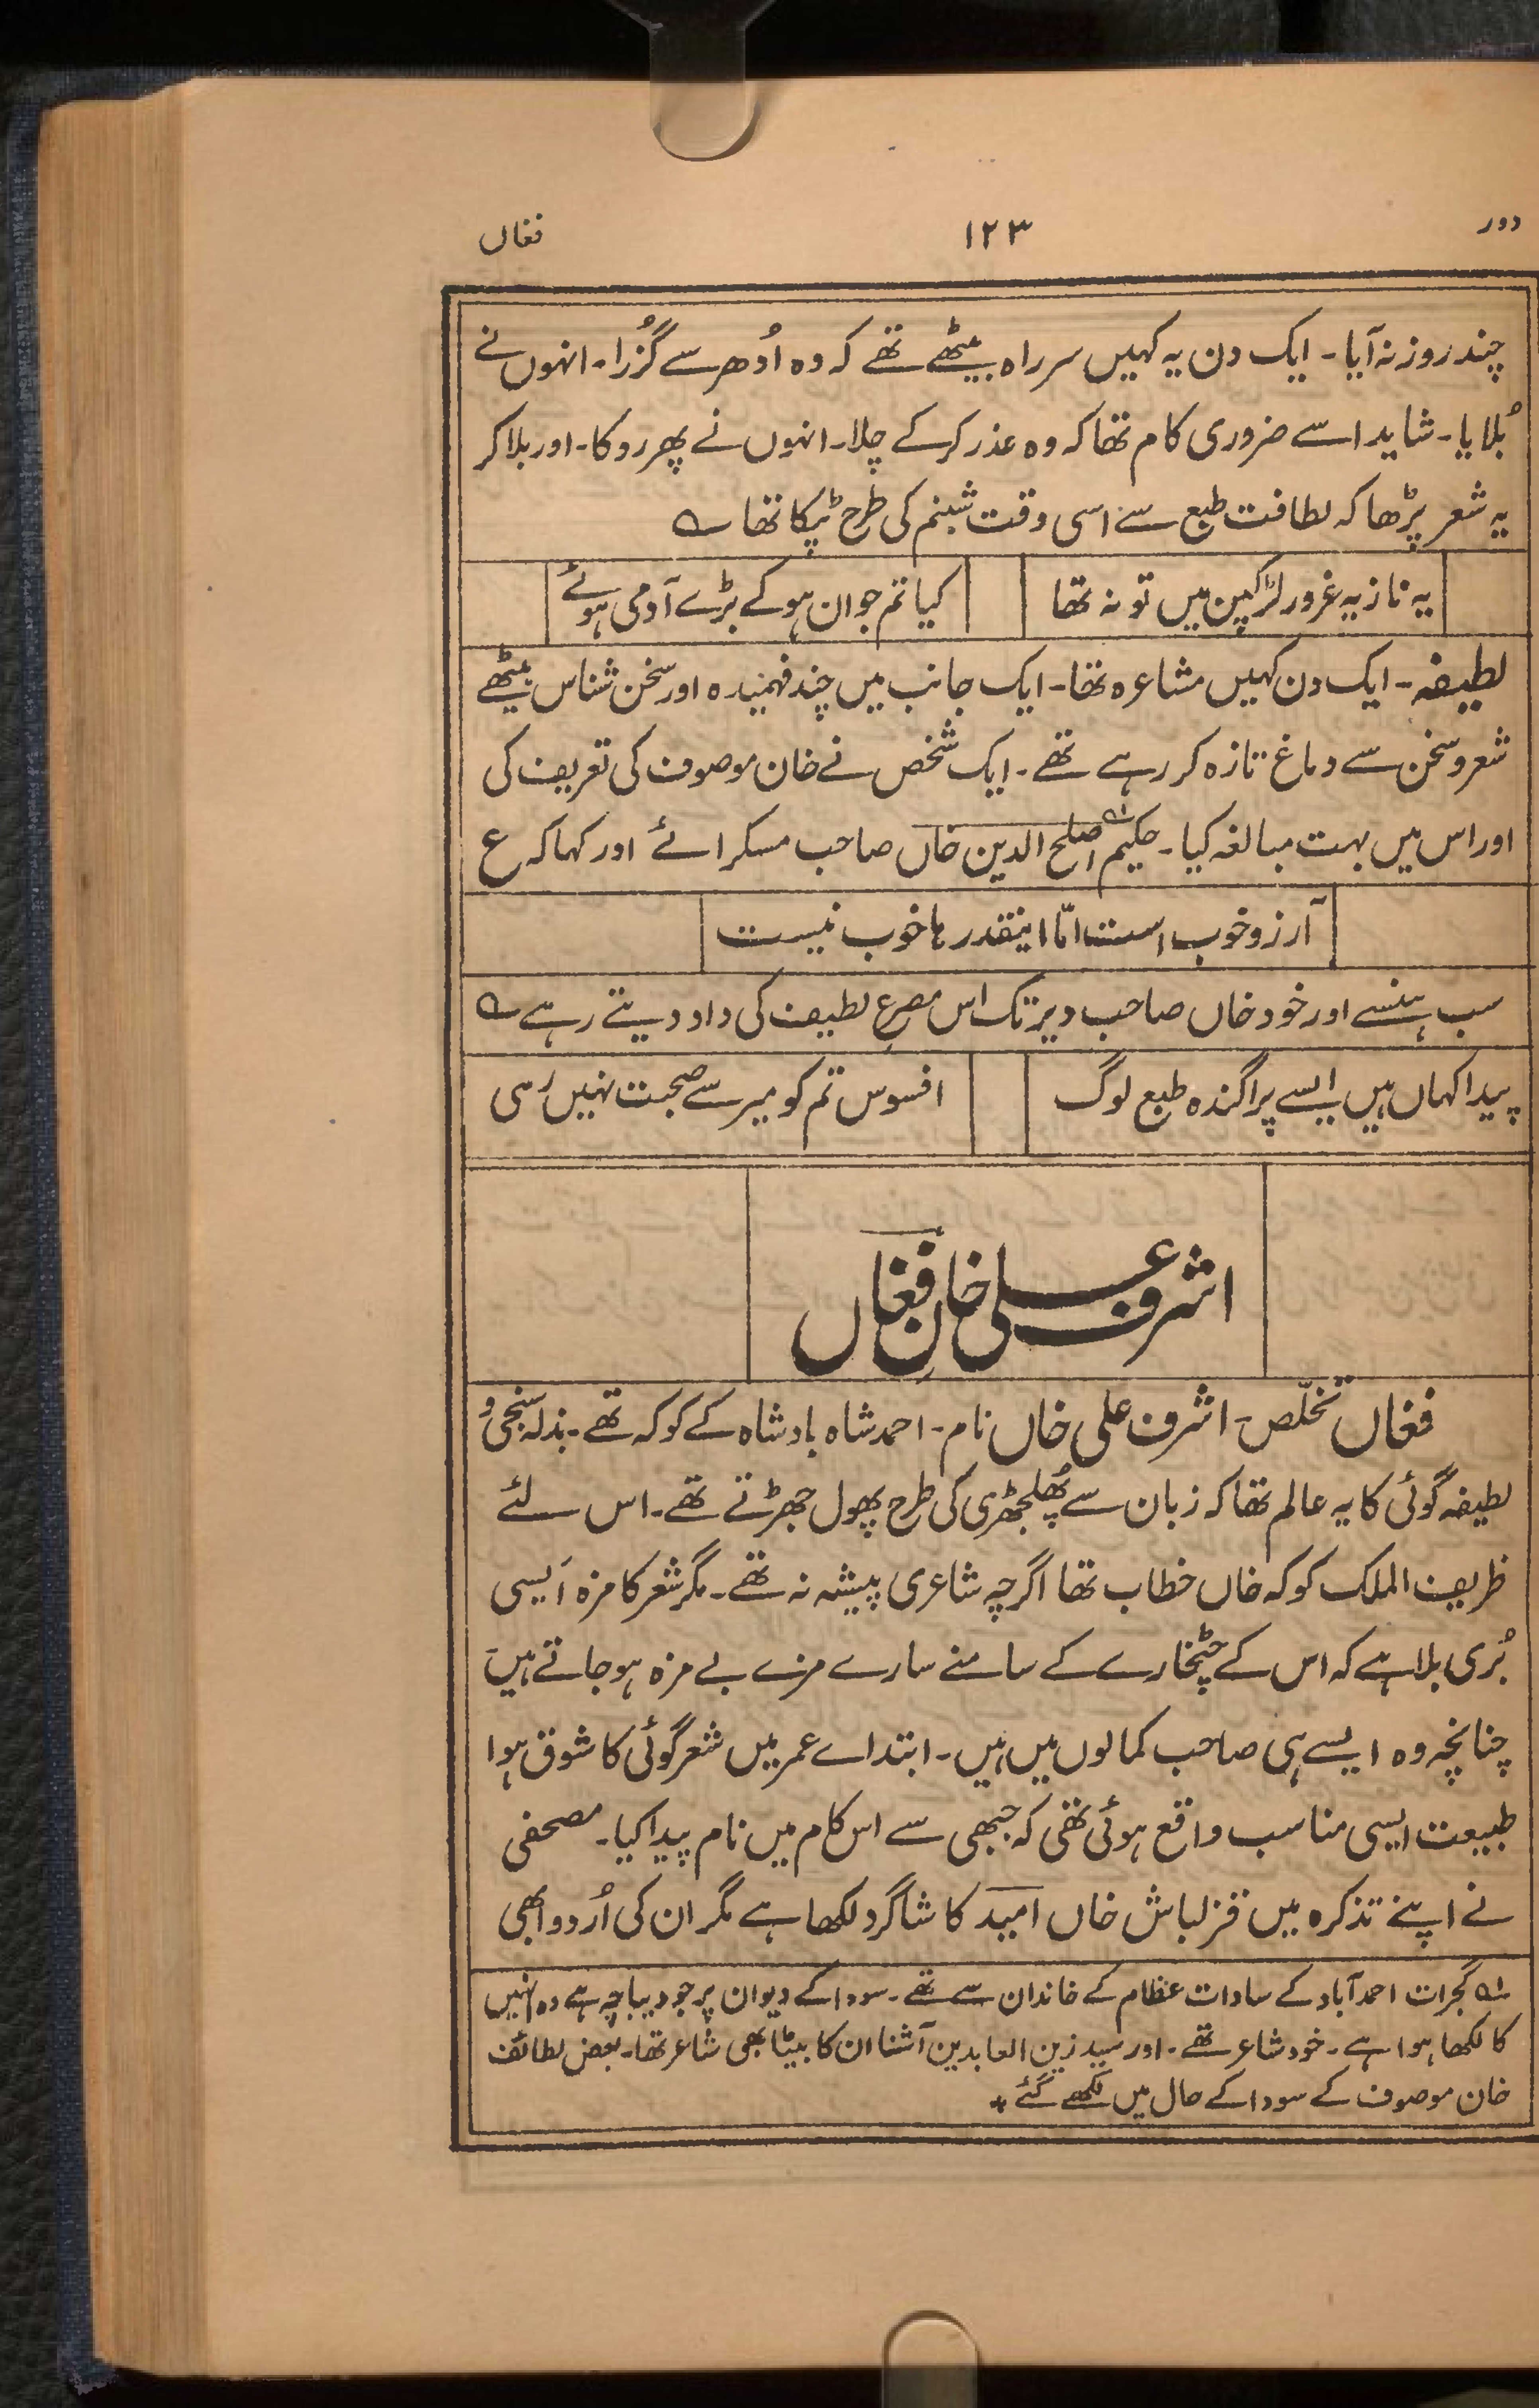 دور ۱۲۳ فغاں
چند روز نہ آیا۔ ایک دن یہ کہیں سر راہ بیٹھے تھے کہ وہ اُدھر سے گُزرا۔ انہوں نے
بُلایا۔ شاید اسے ضروری کام تھا کہ وہ عذر کرکے چلا۔ انہوں نے پھر روکا۔ اور بلا کر
یہ شعر پڑھا کہ لطافت طبع سے اسی وقت شبنم کی طرح ٹپکا تھا ؎
یہ ناز یہ غرور لڑکپن میں تو نہ تھا کیا تم جوان ہو کے بڑے آدمی ہوئے
لطیفہ۔ ایک دن کہیں مشاعرہ تھا۔ ایک جانب میں چند فہمیدہ اور سخن شناس بیٹھے
شعر و سخن سے دماغ تازہ کر رہے تھے۔ ایک شخص نے خان موصوف کی تعریف کی
اور اس میں بہت مبالغہ کیا۔ حکیم اصلح الدین خاں صاحب مسکرائے اور کہا کہ ع
آرزو خوب است امّا اینقدر ہا خوب نیست
سب ہنسے اور خود خاں صاحب دیر تک اس مصرعِ لطیف کی داد دیتے رہے ؎
پیدا کہاں ہیں ایسے پراگندہ طبع لوگ افسوس تم کو میر سے صحبت نہیں رہی
اشرف علی خان فغاں
فغاں تخلّص۔ اشرف علی خاں نام۔ احمد شاہ بادشاہ کے کوکہ تھے۔ بذلہ سنجی و
لطیفہ گوئی کا یہ عالم تھا کہ زبان سے پُھلجھڑی کی طرح پھول جھڑتے تھے۔ اس لئے
ظریف الملک کوکہ خاں خطاب تھا اگرچہ شاعری پیشہ نہ تھے۔ مگر شعر کا مزہ اَیسی
بُری بلا ہے کہ اس کے چٹخارے کے سامنے سارے مزے بے مزہ ہوجاتے ہیں۔
چنانچہ وہ ایسے ہی صاحب کمالوں میں ہیں۔ ابتداے عمر میں شعر گوئی کا شوق ہوا
طبیعت ایسی مناسب واقع ہوئی تھی کہ جبھی سے اس کلام میں نام پیدا کیا۔ مصحفی
نے اپنے تذکرہ میں قزلباش خاں امید کا شاگرد لکھا ہے مگر ان کی اُردو ابھی
۱؎ گجرات احمد آباد کے سادات عظام کے خاندان سے تھے۔ سودا کے دیوان پر جو دیباچہ ہے وہ انہیں
کا لکھا ہوا ہے۔ خود شاعر تھے۔ اور سید زین العابدین آشنا ان کا بیٹا بھی شاعر تھا۔ بعض لطائف
خان موصوف کے سودا کے حال میں لکھے گئے *